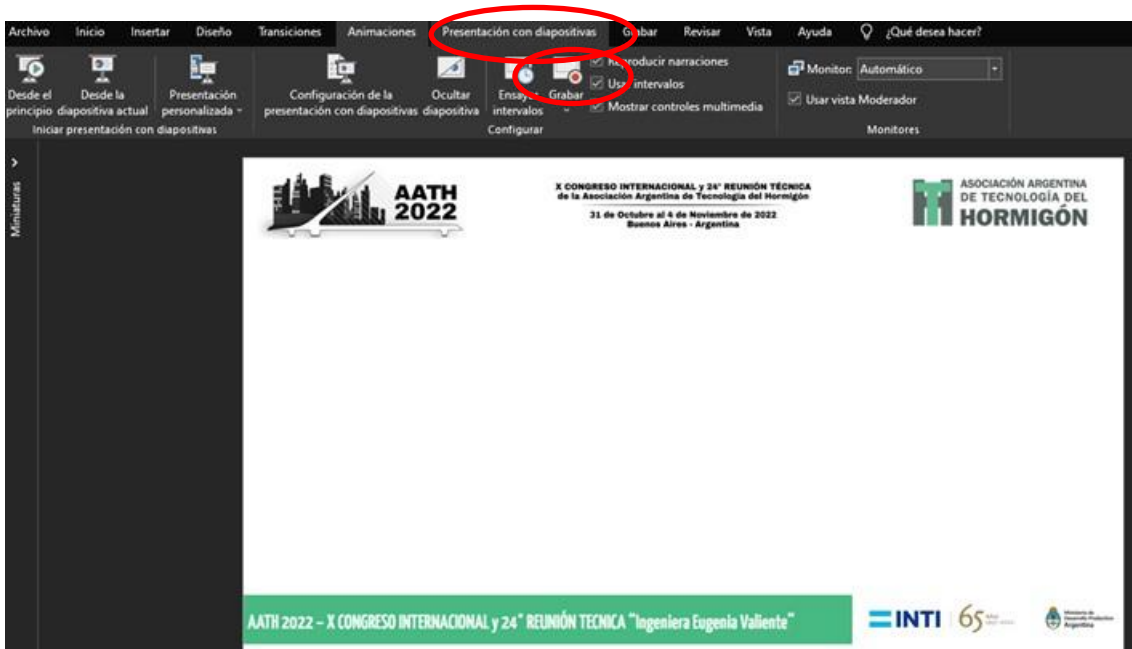 Archivo Inicio Insertar Diseño Transiciones Animaciones Presentación con diapositivas Grabar Revisar Vista Ayuda ¿Qué desea hacer?
Desde el principio
Desde la diapositiva actual
Presentación personalizada
Iniciar presentación con diapositivas
Configuración de la presentación con diapositivas
Ocultar diapositiva
Ensayar intervalos
Grabar
Reproducir narraciones
Usar intervalos
Mostrar controles multimedia
Configurar
Monitor: Automático
Usar vista Moderador
Monitores
Miniaturas
AATH
2022
X CONGRESO INTERNACIONAL y 24° REUNIÓN TÉCNICA
de la Asociación Argentina de Tecnología del Hormigón
31 de Octubre al 4 de Noviembre de 2022
Buenos Aires - Argentina
ASOCIACIÓN ARGENTINA
DE TECNOLOGÍA DEL
HORMIGÓN
AATH 2022 – X CONGRESO INTERNACIONAL y 24° REUNIÓN TECNICA "Ingeniera Eugenia Valiente"
INTI
65
Ministerio de
Desarrollo Productivo
Argentina